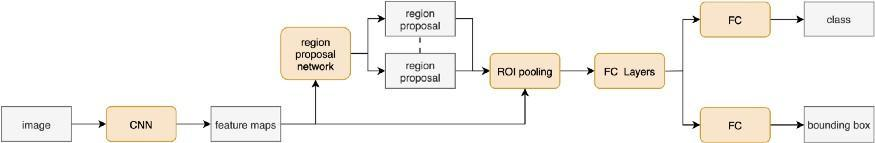 image
CNN
feature maps
region
proposal
network
region
proposal
region
proposal
ROI pooling
FC Layers
FC
class
FC
bounding box